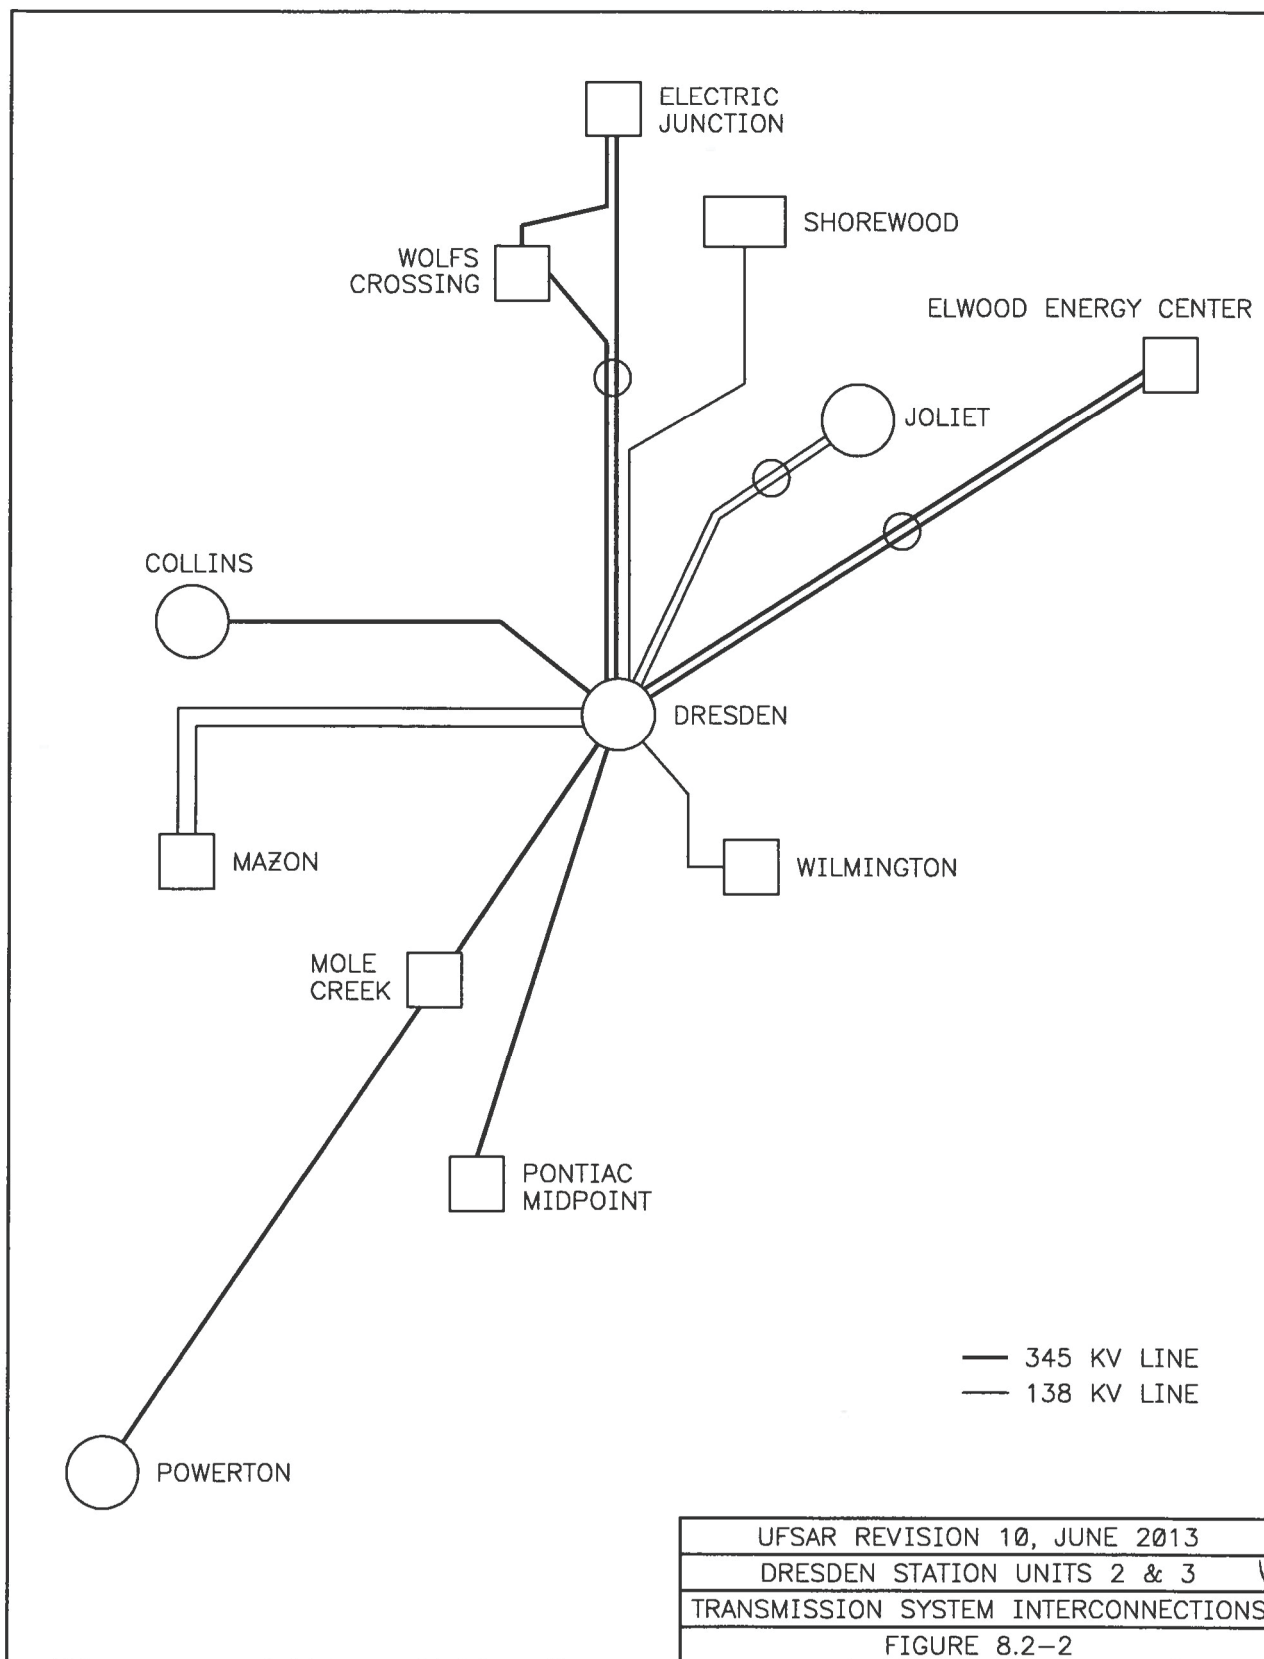 ELECTRIC
JUNCTION
SHOREWOOD
WOLFS
CROSSING
ELWOOD ENERGY CENTER
JOLIET
COLLINS
DRESDEN
MAZON
WILMINGTON
MOLE
CREEK
PONTIAC
MIDPOINT
345 KV LINE
138 KV LINE
POWERTON
UFSAR REVISION 10, JUNE 2013
DRESDEN STATION UNITS 2 & 3
TRANSMISSION SYSTEM INTERCONNECTIONS
FIGURE 8.2-2